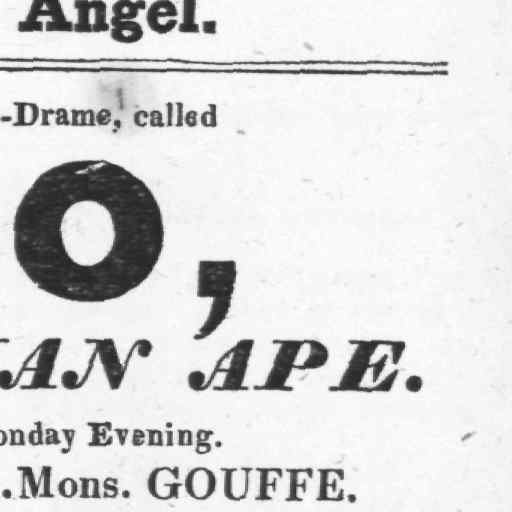 Angel.
-Drame, called
O,
AN APE.
onday Evening.
.Mons. GOUFFE.